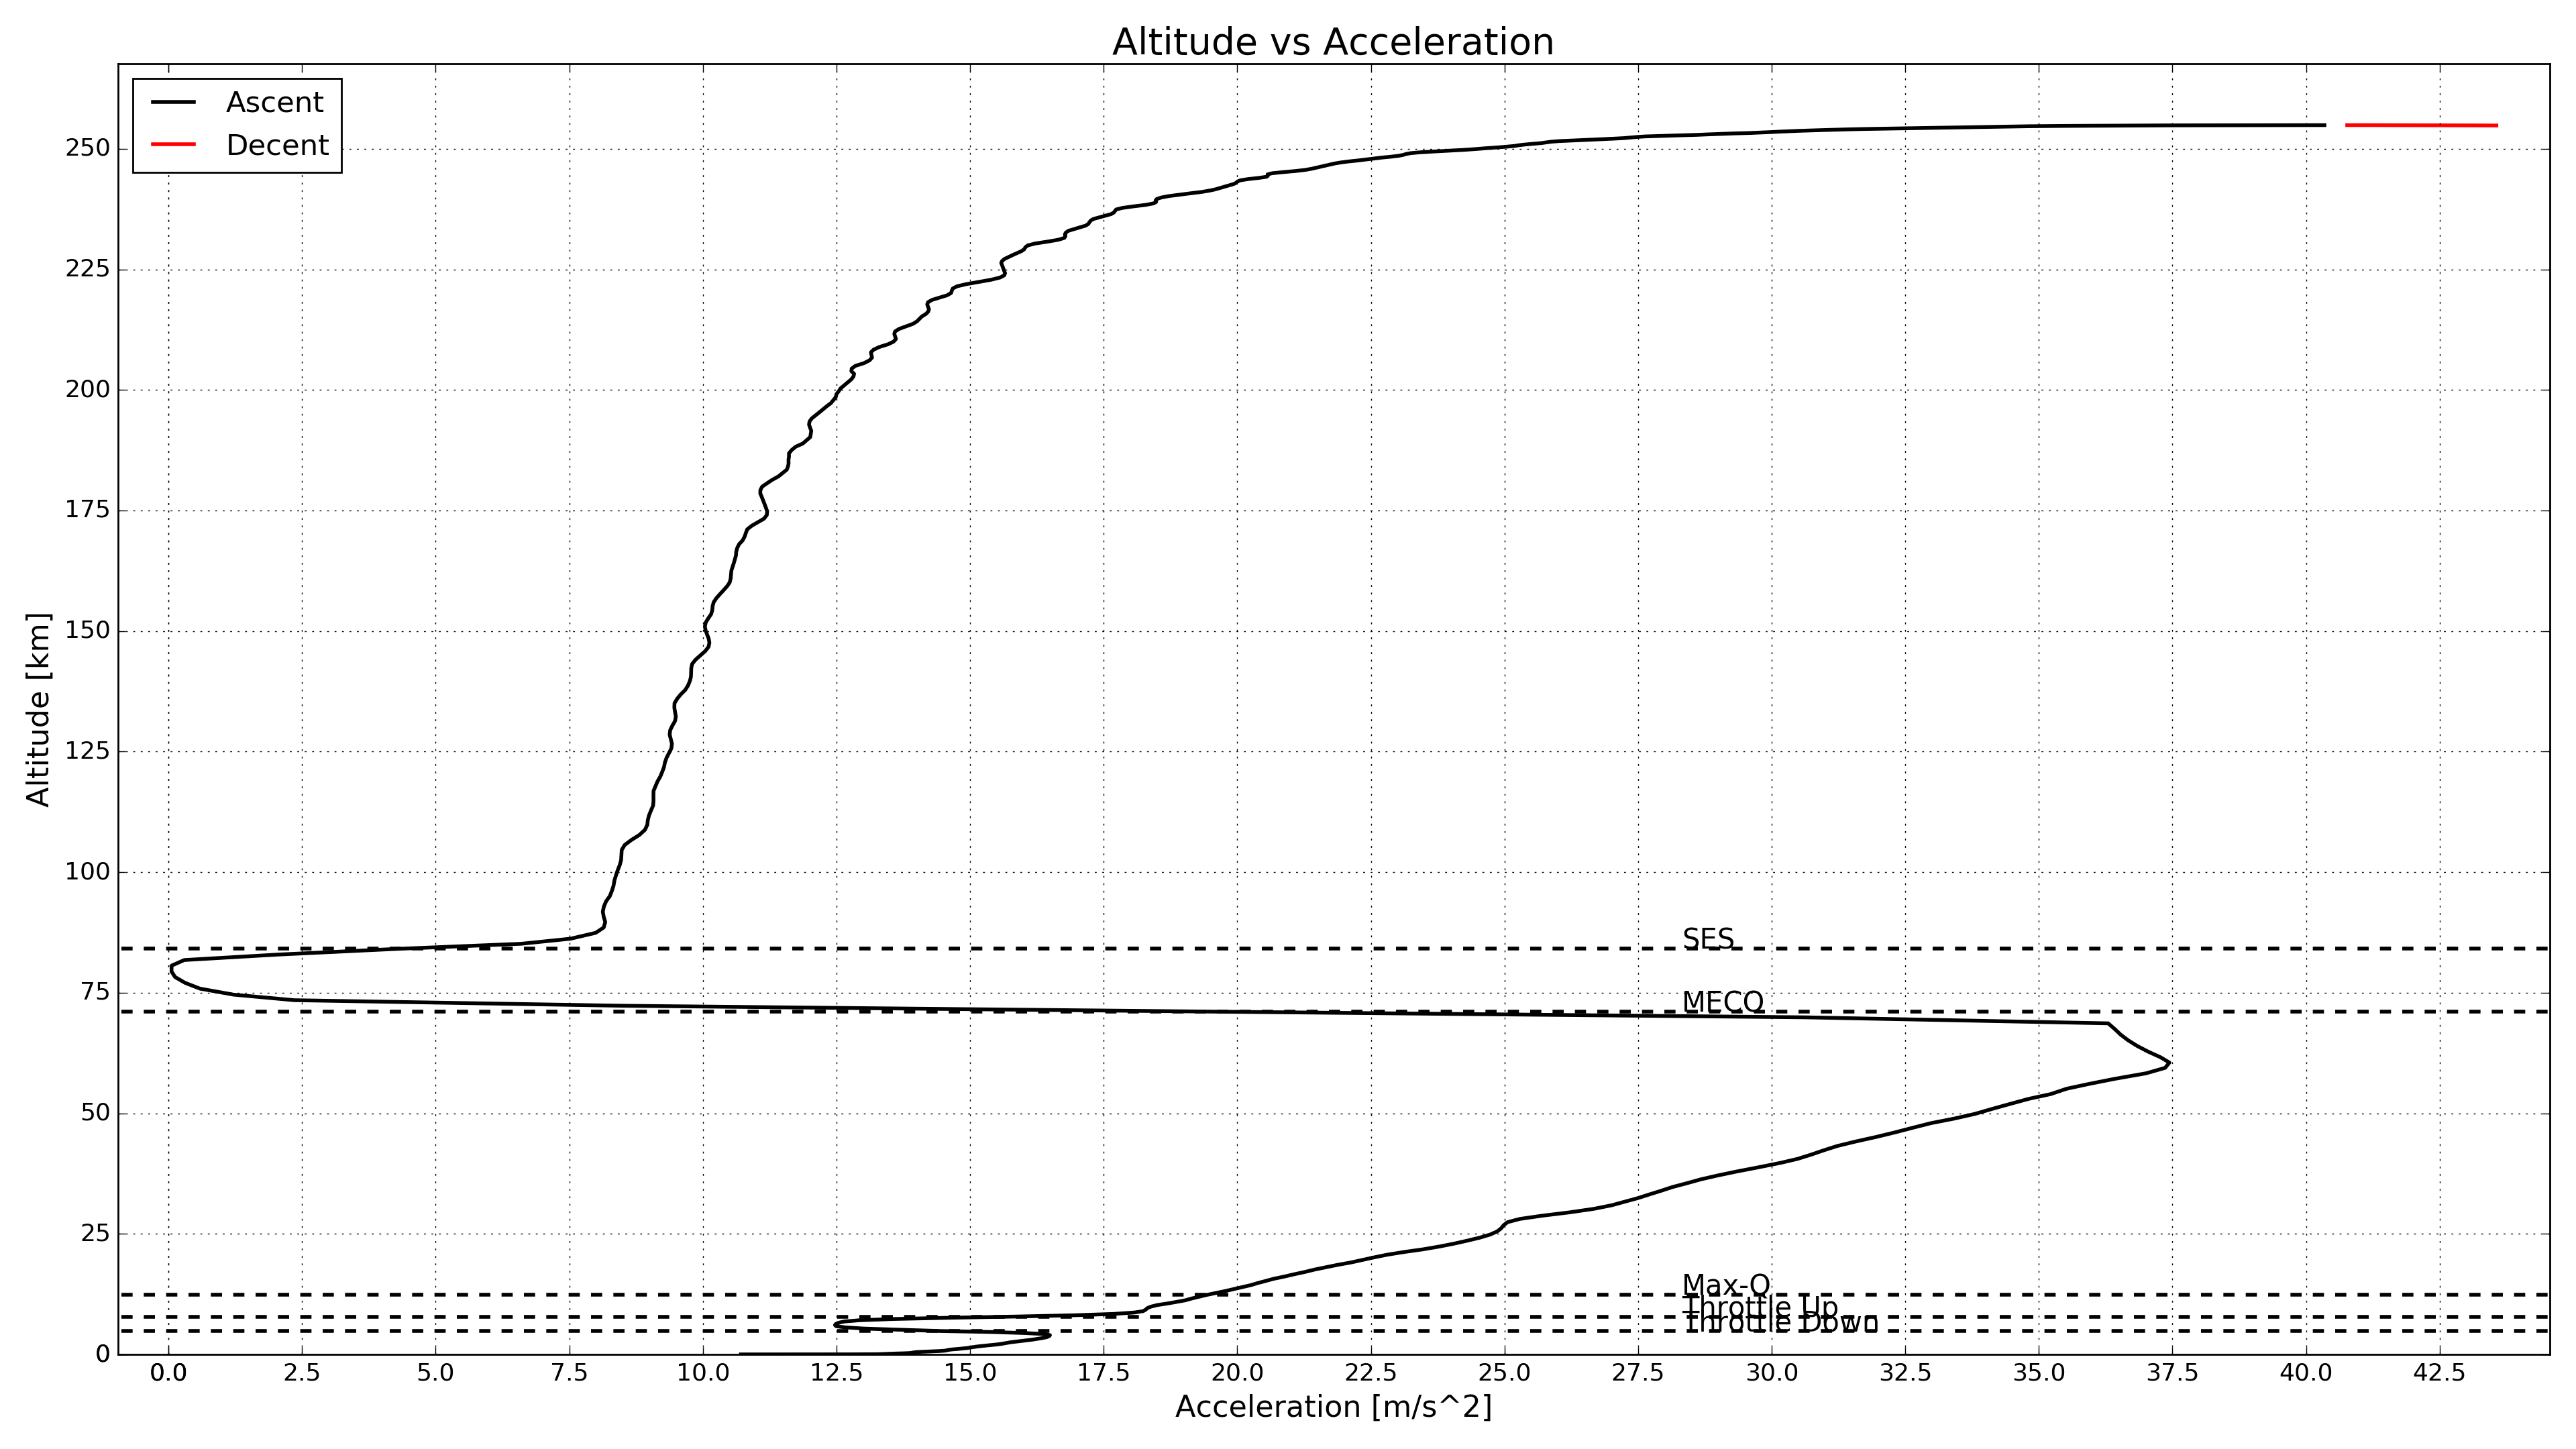 Altitude vs Acceleration
Ascent
Decent
Altitude [km]
250
225
200
175
150
125
100
75
50
25
0
SES
MECO
Max-Q
Throttle Up
Throttle Down
0.0 2.5 5.0 7.5 10.0 12.5 15.0 17.5 20.0 22.5 25.0 27.5 30.0 32.5 35.0 37.5 40.0 42.5
Acceleration [m/s^2]